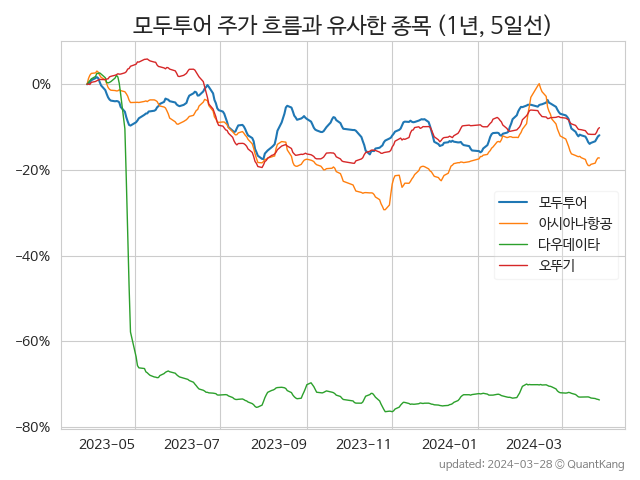 모두투어 주가 흐름과 유사한 종목 (1년, 5일선)
0%
−20%
−40%
−60%
−80%
모두투어
아시아나항공
다우데이타
오뚜기
2023-05 2023-07 2023-09 2023-11 2024-01 2024-03
updated: 2024-03-28 © QuantKang